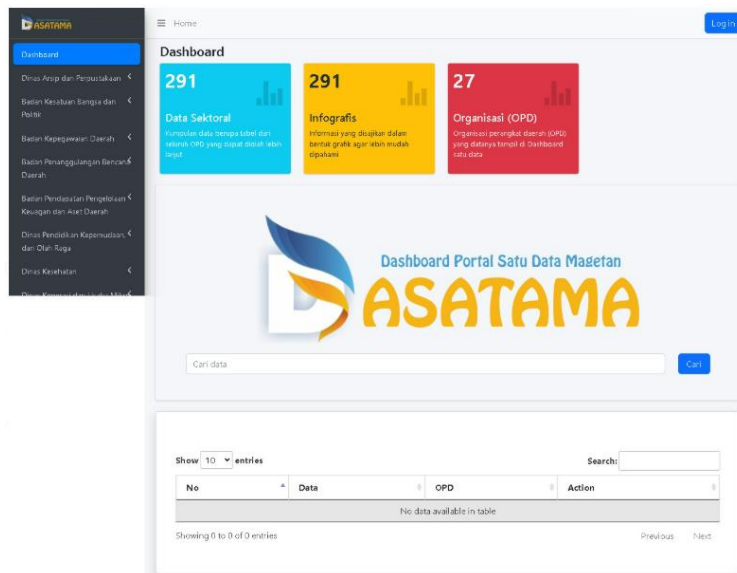 DASATAMA
Home
Login
Dashboard
Dinas Arsip dan Perpustakaan
Badan Kesatuan Bangsa dan
Politik
Badan Kepegawaian Daerah
Badan Penanggulangan Bencana
Daerah
Badan Pendapatan Pengelolaan
Keuagan dan Aset Daerah
Dinas Pendidikan Kepemudaan,
dan Olah Raga
Dinas Kesehatan
Dashboard
291
Data Sektoral
Kumpulan data berupa tabel dari
seluruh OPD yang dapat diolah lebih
lanjut
291
Infografis
Informasi yang disajikan dalam
bentuk grafik agar lebih mudah
dipahami
27
Organisasi (OPD)
Organisasi perangkat daerah (OPD)
yang datanya tampil di Dashboard
satu data
Dashboard Portal Satu Data Magetan
DASATAMA
Cari data
Cari
Show 10 entries
Search:
No Data OPD Action
No data available in table
Showing 0 to 0 of 0 entries
Previous Next